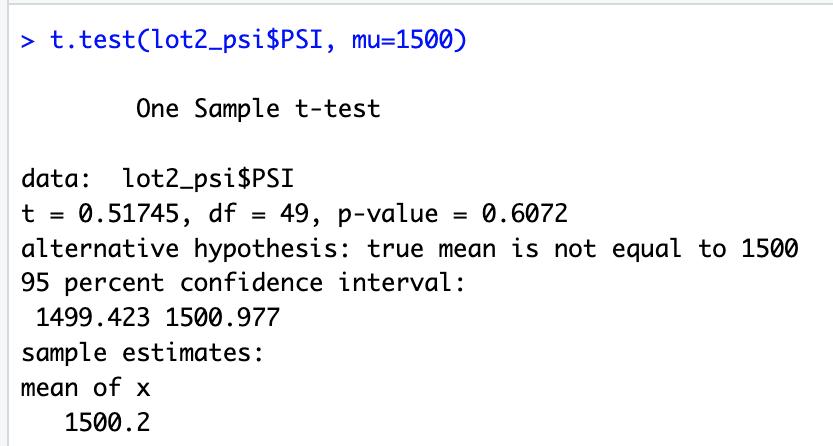 > t.test(lot2_psi$PSI, mu=1500)
One Sample t-test
data:  lot2_psi$PSI
t = 0.51745, df = 49, p-value = 0.6072
alternative hypothesis: true mean is not equal to 1500
95 percent confidence interval:
1499.423 1500.977
sample estimates:
mean of x
1500.2